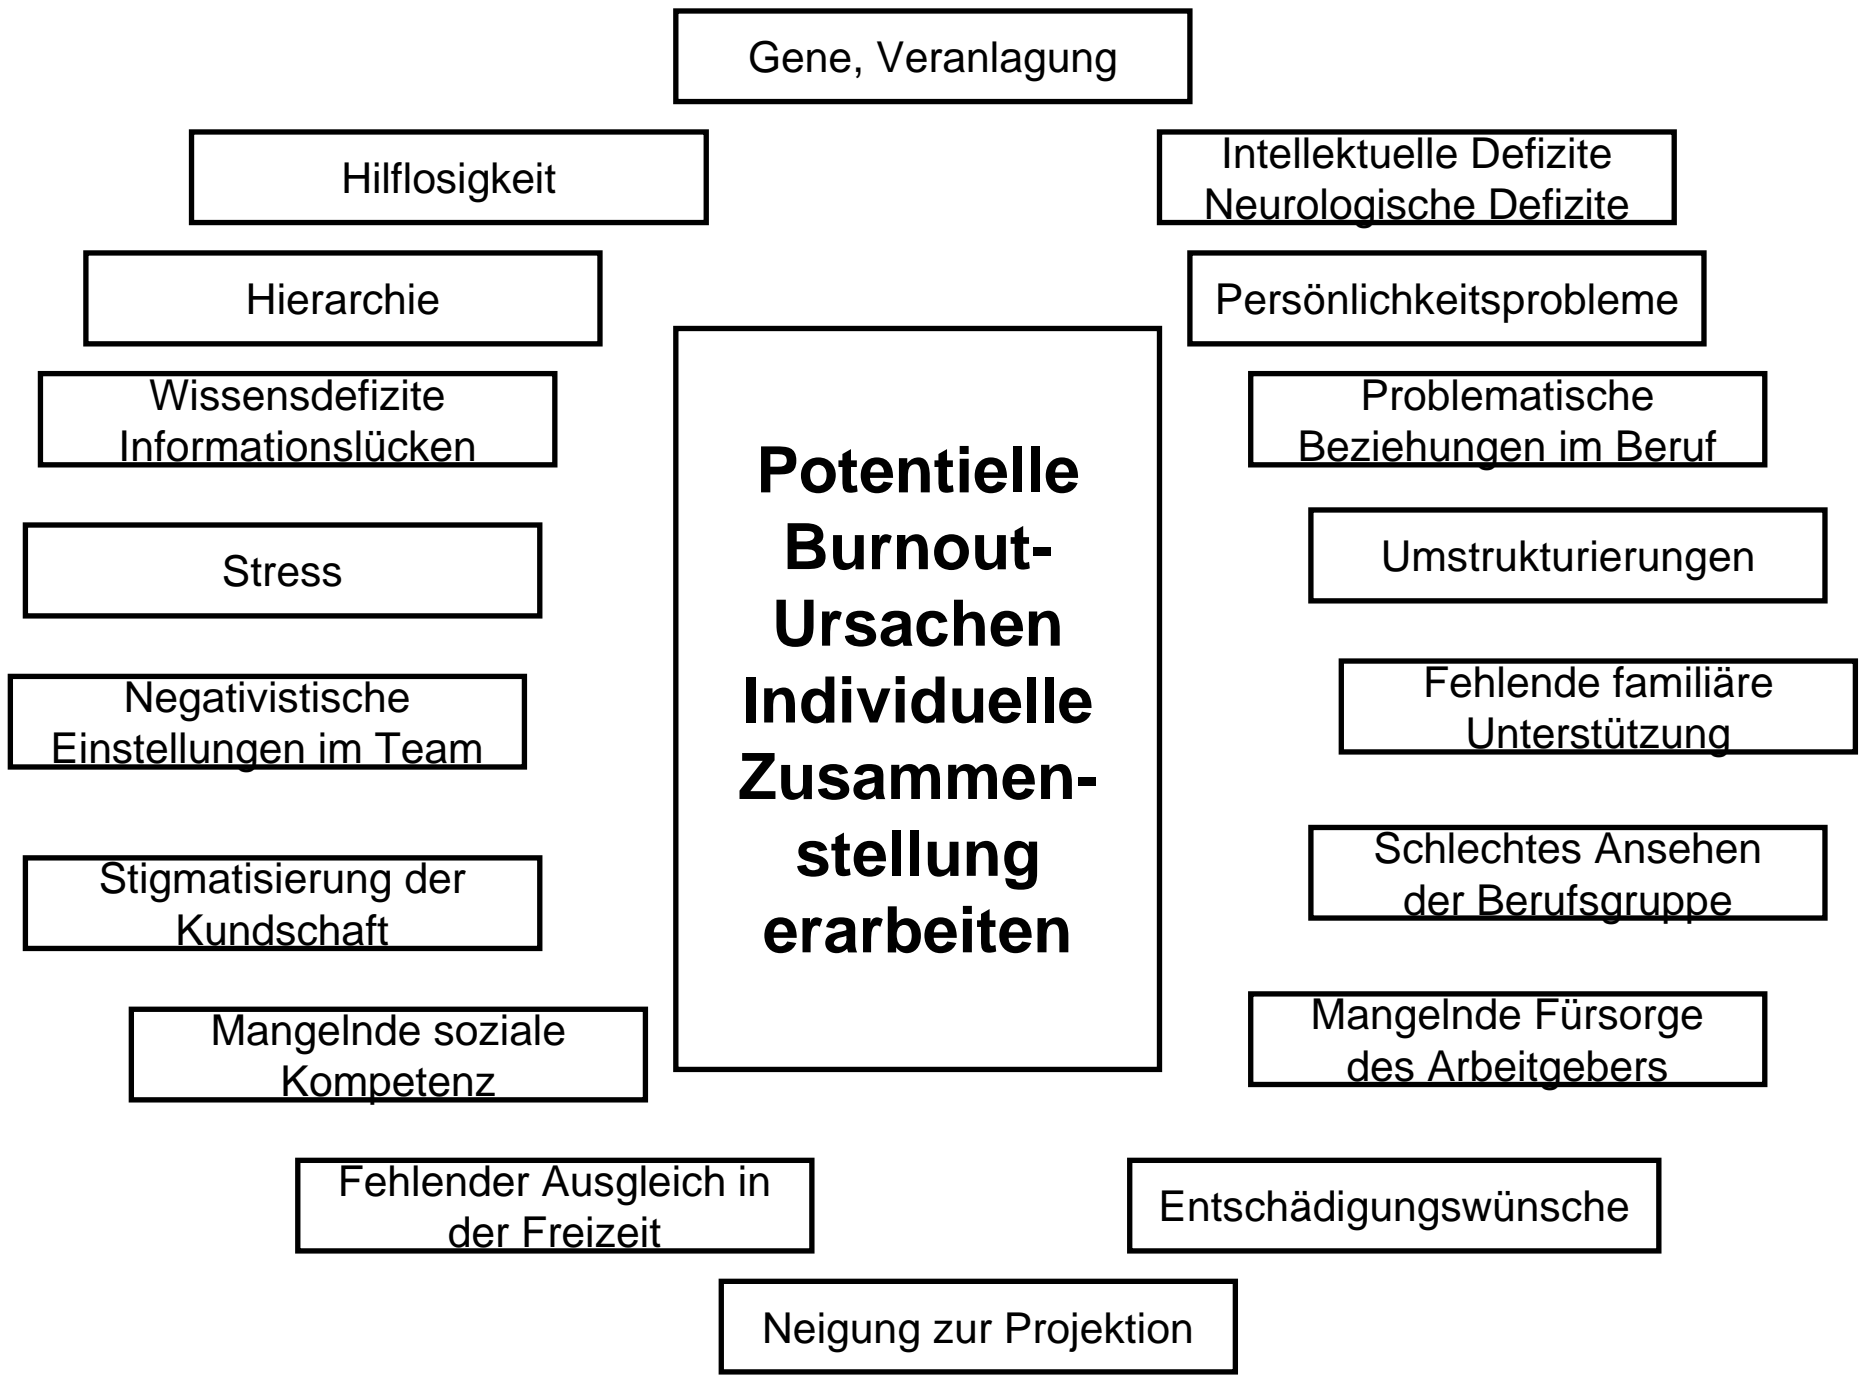 Gene, Veranlagung
Hilflosigkeit
Intellektuelle Defizite
Neurologische Defizite
Hierarchie
Persönlichkeitsprobleme
Wissensdefizite
Informationslücken
Problematische
Beziehungen im Beruf
Potentielle
Burnout-
Ursachen
Individuelle
Zusammen-
stellung
erarbeiten
Stress
Umstrukturierungen
Negativistische
Einstellungen im Team
Fehlende familiäre
Unterstützung
Stigmatisierung der
Kundschaft
Schlechtes Ansehen
der Berufsgruppe
Mangelnde soziale
Kompetenz
Mangelnde Fürsorge
des Arbeitgebers
Fehlender Ausgleich in
der Freizeit
Entschädigungswünsche
Neigung zur Projektion